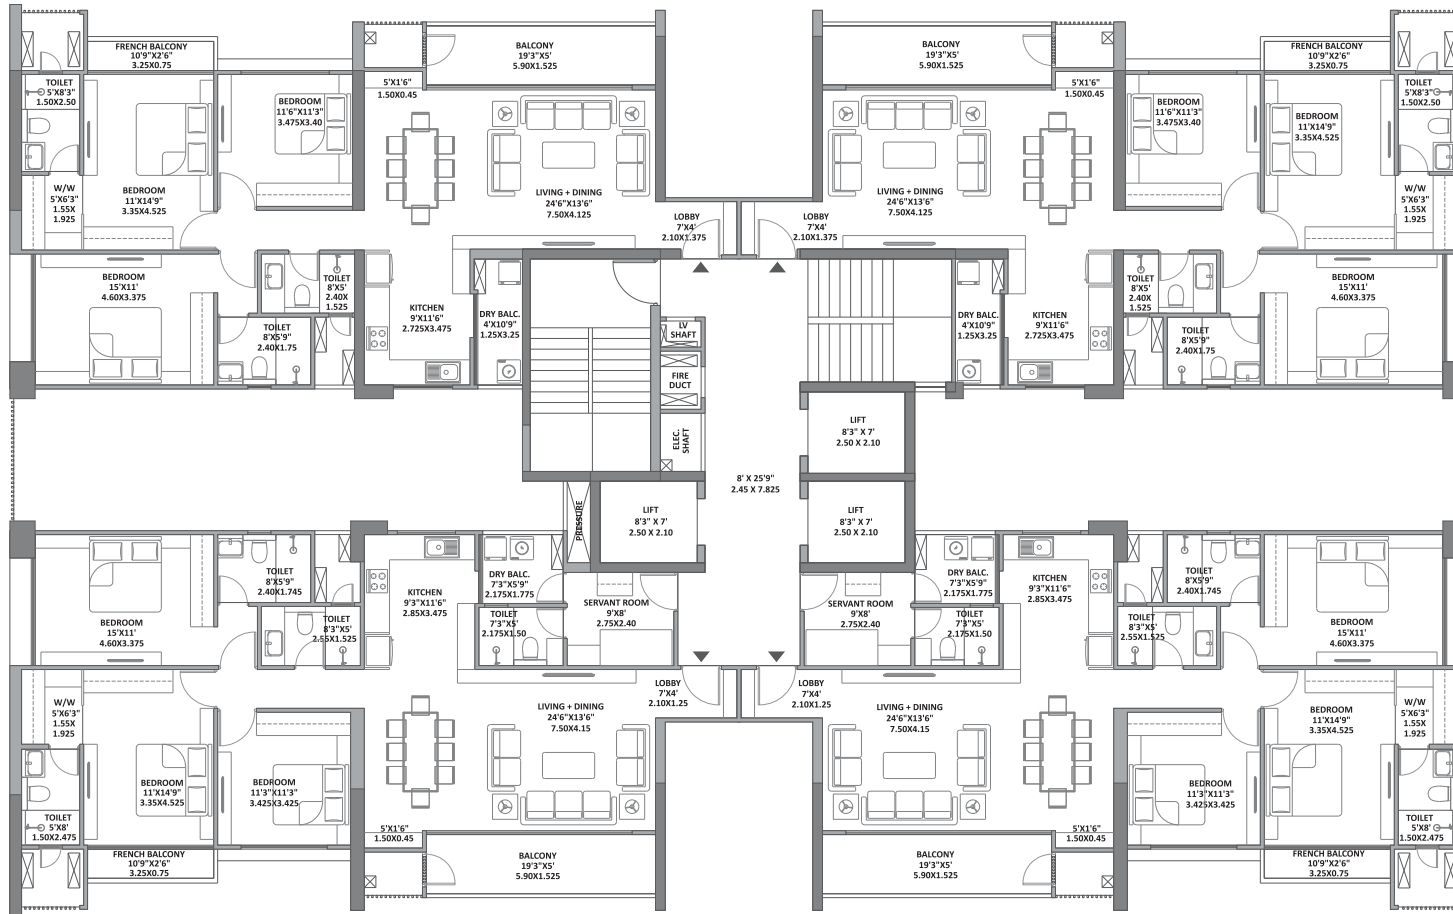 FRENCH BALCONY
10'9"X2'6"
3.25X0.75
BALCONY
19'3"X5'
5.90X1.525
BALCONY
19'3"X5'
5.90X1.525
FRENCH BALCONY
10'9"X2'6"
3.25X0.75
TOILET
5'X8'3"
1.50X2.50
BEDROOM
11'6"X11'3"
3.475X3.40
5'X1'6"
1.50X0.45
5'X1'6"
1.50X0.45
BEDROOM
11'6"X11'3"
3.475X3.40
BEDROOM
11'X14'9"
3.35X4.525
TOILET
5'X8'3"
1.50X2.50
W/W
5'X6'3"
1.55X
1.925
BEDROOM
11'X14'9"
3.35X4.525
LIVING + DINING
24'6"X13'6"
7.50X4.125
LOBBY
7'X4'
2.10X1.375
LOBBY
7'X4'
2.10X1.375
LIVING + DINING
24'6"X13'6"
7.50X4.125
W/W
5'X6'3"
1.55X
1.925
BEDROOM
15'X11'
4.60X3.375
TOILET
8'X5'
2.40X
1.525
TOILET
8'X5'9"
2.40X1.75
KITCHEN
9'X11'6"
2.725X3.475
DRY BALC.
4'X10'9"
1.25X3.25
LV
SHAFT
FIRE
DUCT
ELEC.
SHAFT
DRY BALC.
4'X10'9"
1.25X3.25
KITCHEN
9'X11'6"
2.725X3.475
TOILET
8'X5'
2.40X
1.525
TOILET
8'X5'9"
2.40X1.75
BEDROOM
15'X11'
4.60X3.375
LIFT
8'3" X 7'
2.50 X 2.10
8' X 25'9"
2.45 X 7.825
PRESSURE
LIFT
8'3" X 7'
2.50 X 2.10
LIFT
8'3" X 7'
2.50 X 2.10
BEDROOM
15'X11'
4.60X3.375
TOILET
8'X5'9"
2.40X1.745
TOILET
8'3"X5'
2.55X1.525
KITCHEN
9'3"X11'6"
2.85X3.475
DRY BALC.
7'3"X5'9"
2.175X1.775
TOILET
7'3"X5'
2.175X1.50
SERVANT ROOM
9'X8'
2.75X2.40
SERVANT ROOM
9'X8'
2.75X2.40
DRY BALC.
7'3"X5'9"
2.175X1.775
TOILET
7'3"X5'
2.175X1.50
KITCHEN
9'3"X11'6"
2.85X3.475
TOILET
8'X5'9"
2.40X1.745
TOILET
8'3"X5'
2.55X1.525
BEDROOM
15'X11'
4.60X3.375
W/W
5'X6'3"
1.55X
1.925
LIVING + DINING
24'6"X13'6"
7.50X4.15
LOBBY
7'X4'
2.10X1.25
LOBBY
7'X4'
2.10X1.25
LIVING + DINING
24'6"X13'6"
7.50X4.15
BEDROOM
11'X14'9"
3.35X4.525
W/W
5'X6'3"
1.55X
1.925
BEDROOM
11'X14'9"
3.35X4.525
BEDROOM
11'3"X11'3"
3.425X3.425
BEDROOM
11'3"X11'3"
3.425X3.425
TOILET
5'X8'
1.50X2.475
5'X1'6"
1.50X0.45
5'X1'6"
1.50X0.45
TOILET
5'X8'
1.50X2.475
FRENCH BALCONY
10'9"X2'6"
3.25X0.75
BALCONY
19'3"X5'
5.90X1.525
BALCONY
19'3"X5'
5.90X1.525
FRENCH BALCONY
10'9"X2'6"
3.25X0.75